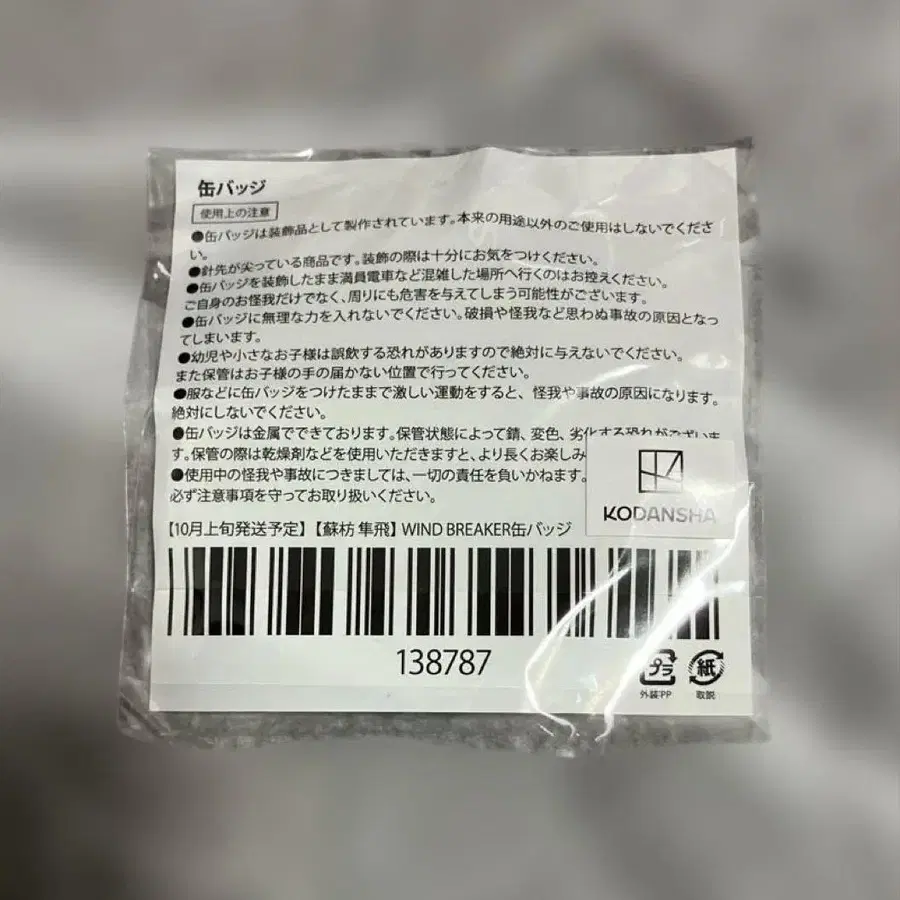 缶バッジ
使用上の注意
●缶バッジは装飾品として製作されています。本来の用途以外のご使用はしないでくださ
い。
●針先が尖っている商品です。装飾の際は十分にお気をつけください。
●缶バッジを装飾したまま満員電車など混雑した場所へ行くのはお控えください。
ご自身のお怪我だけでなく、周りにも危害を与えてしまう可能性がございます。
●缶バッジに無理な力を入れないでください。破損や怪我など思わぬ事故の原因となっ
てしまいます。
●幼児や小さなお子様は誤飲する恐れがありますので絶対に与えないでください。
また保管はお子様の手の届かない位置で行ってください。
●服などに缶バッジをつけたままで激しい運動をすると、怪我や事故の原因になります。
絶対にしないでください。
●缶バッジは金属でできております。保管状態によって錆、変色、劣化する恐れがございま
す。保管の際は乾燥剤などを使用いただきますと、より長くお楽しみ
●使用中の怪我や事故につきましては、一切の責任を負いかねます。
必ず注意事項を守ってお取り扱いください。
KODANSHA
【10月上旬発送予定】【蘇枋 隼飛】WIND BREAKER缶バッジ
138787
プラ 紙
外装PP 取説